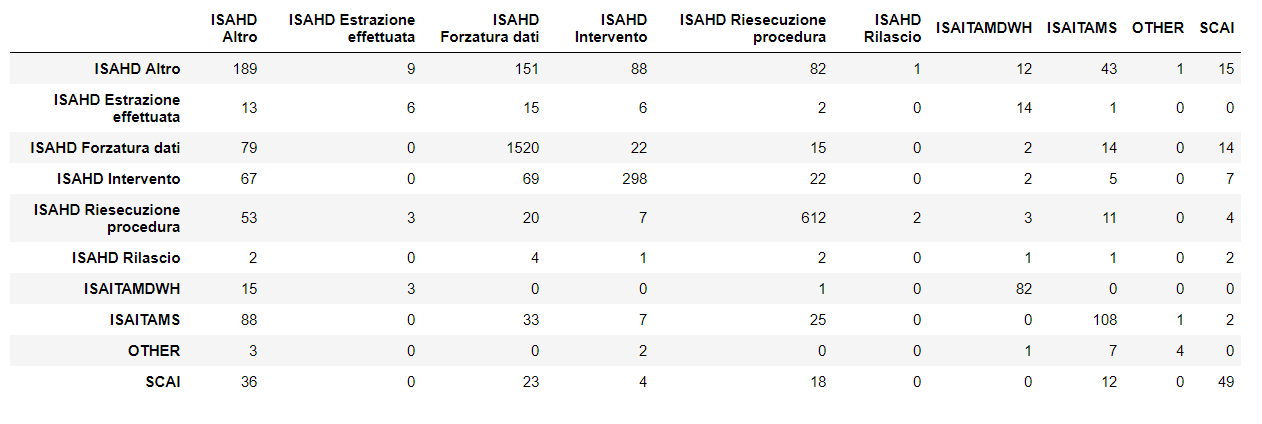 ISAHD Altro ISAHD Estrazione effettuata ISAHD Forzatura dati ISAHD Intervento ISAHD Riesecuzione procedura ISAHD Rilascio ISAITAMDWH ISAITAMS OTHER SCAI
ISAHD Altro 189 9 151 88 82 1 12 43 1 15
ISAHD Estrazione effettuata 13 6 15 6 2 0 14 1 0 0
ISAHD Forzatura dati 79 0 1520 22 15 0 2 14 0 14
ISAHD Intervento 67 0 69 298 22 0 2 5 0 7
ISAHD Riesecuzione procedura 53 3 20 7 612 2 3 11 0 4
ISAHD Rilascio 2 0 4 1 2 0 1 1 0 2
ISAITAMDWH 15 3 0 0 1 0 82 0 0 0
ISAITAMS 88 0 33 7 25 0 0 108 1 2
OTHER 3 0 0 2 0 0 1 7 4 0
SCAI 36 0 23 4 18 0 0 12 0 49